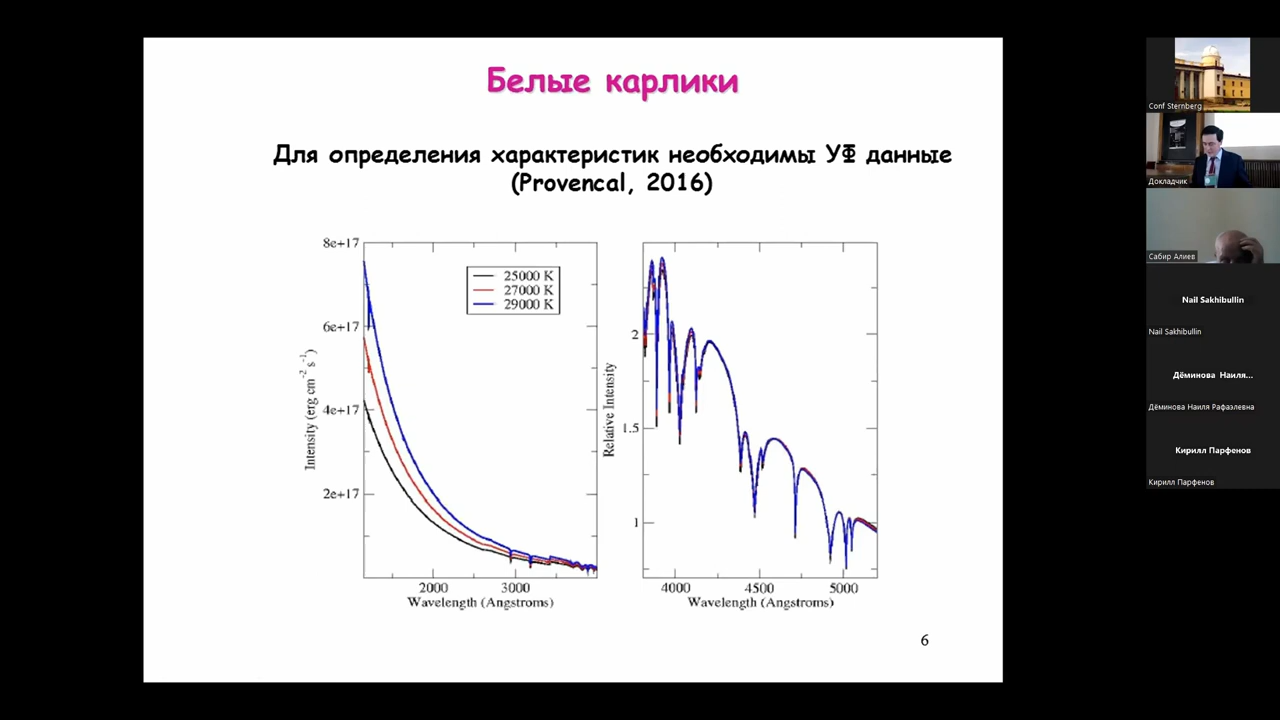 Белые карлики
Для определения характеристик необходимы УФ данные
(Provencal, 2016)
8e+17
6e+17
4e+17
2e+17
Intensity (erg cm⁻² s⁻¹)
25000 K
27000 K
29000 K
2000
3000
Wavelength (Angstroms)
2
1.5
1
Relative Intensity
4000
4500
5000
Wavelength (Angstroms)
6
Conf Sternberg
Докладчик
Сабир Алиев
Nail Sakhibullin
Nail Sakhibullin
Дёминова Наиля...
Дёминова Наиля Рафаэлевна
Кирилл Парфенов
Кирилл Парфенов